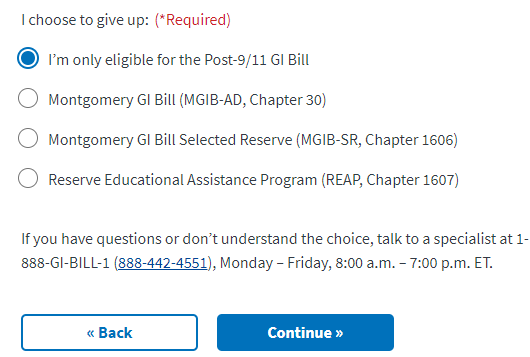 I choose to give up: (*Required)
I'm only eligible for the Post-9/11 GI Bill
Montgomery GI Bill (MGIB-AD, Chapter 30)
Montgomery GI Bill Selected Reserve (MGIB-SR, Chapter 1606)
Reserve Educational Assistance Program (REAP, Chapter 1607)
If you have questions or don't understand the choice, talk to a specialist at 1-
888-GI-BILL-1 (888-442-4551), Monday – Friday, 8:00 a.m. – 7:00 p.m. ET.
« Back
Continue »